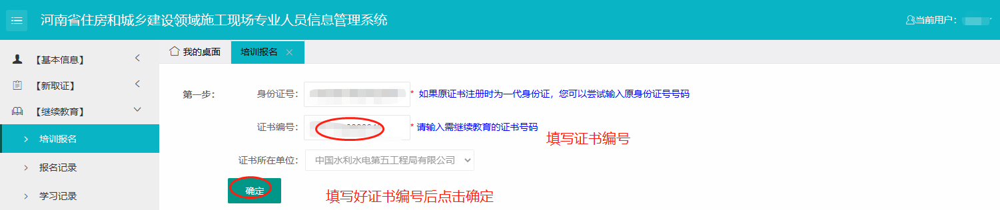 河南省住房和城乡建设领域施工现场专业人员信息管理系统
当前用户：
【基本信息】
【新取证】
【继续教育】
培训报名
报名记录
学习记录
我的桌面 培训报名
第一步： 身份证号： * 如果原证书注册时为一代身份证，您可以尝试输入原身份证号号码
证书编号： * 请输入需继续教育的证书号码
填写证书编号
证书所在单位： 中国水利水电第五工程局有限公司
确定
填写好证书编号后点击确定